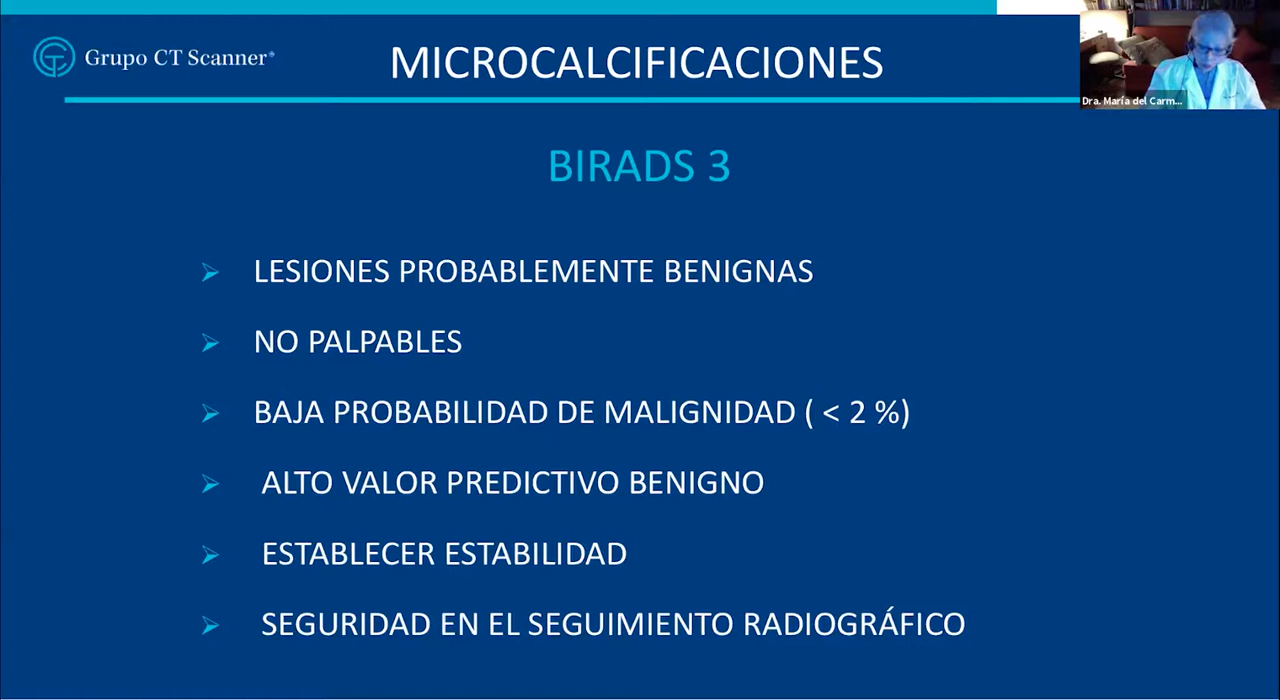 Grupo CT Scanner®
MICROCALCIFICACIONES
Dra. María del Carm...
BIRADS 3
LESIONES PROBABLEMENTE BENIGNAS
NO PALPABLES
BAJA PROBABILIDAD DE MALIGNIDAD ( < 2 %)
ALTO VALOR PREDICTIVO BENIGNO
ESTABLECER ESTABILIDAD
SEGURIDAD EN EL SEGUIMIENTO RADIOGRÁFICO